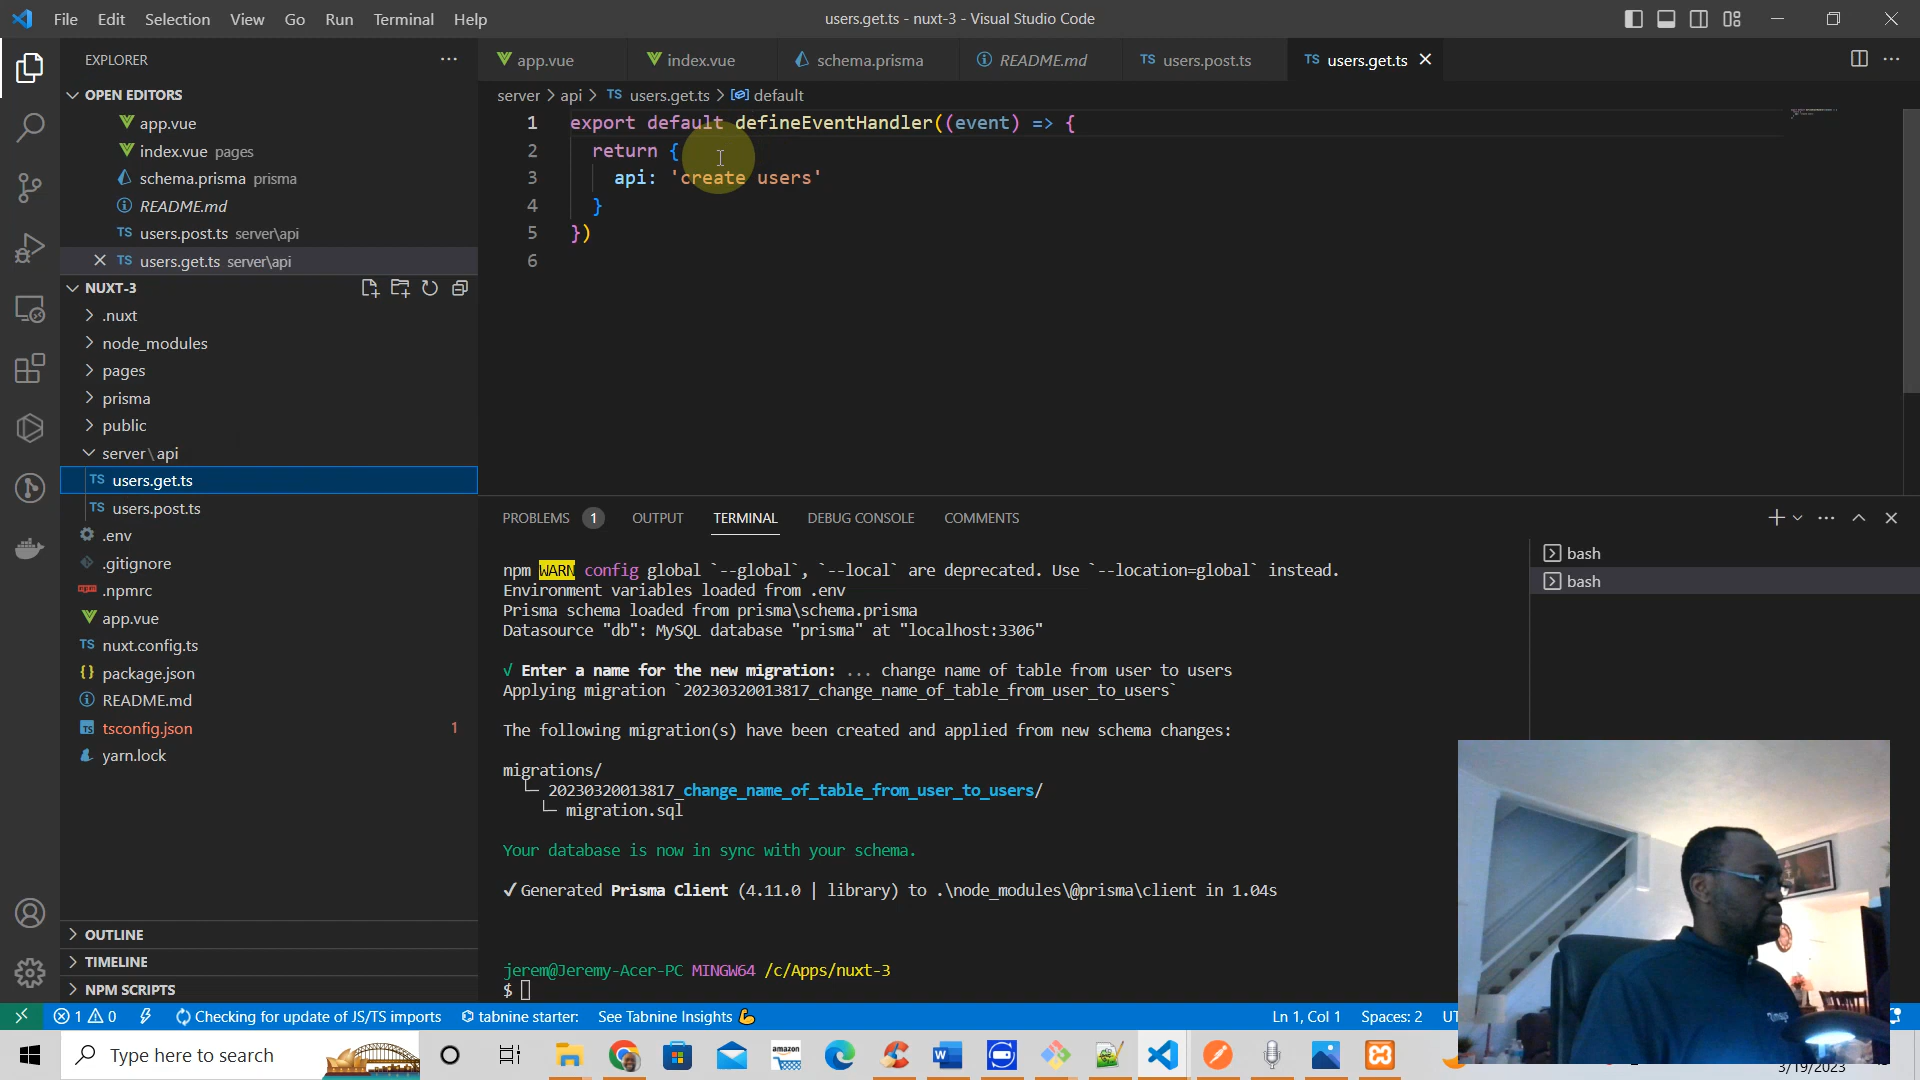 File Edit Selection View Go Run Terminal Help
users.get.ts - nuxt-3 - Visual Studio Code
EXPLORER
app.vue
index.vue
schema.prisma
README.md
TS users.post.ts
TS users.get.ts
OPEN EDITORS
server > api > TS users.get.ts > default
app.vue
index.vue pages
schema.prisma prisma
README.md
TS users.post.ts server\api
TS users.get.ts server\api
1 export default defineEventHandler((event) => {
2 return {
3 api: 'create users'
4 }
5 })
6
NUXT-3
.nuxt
node_modules
pages
prisma
public
server\api
TS users.get.ts
TS users.post.ts
.env
.gitignore
.npmrc
app.vue
TS nuxt.config.ts
package.json
README.md
tsconfig.json 1
yarn.lock
OUTLINE
TIMELINE
NPM SCRIPTS
PROBLEMS 1 OUTPUT TERMINAL DEBUG CONSOLE COMMENTS
bash
bash
npm WARN config global `--global`, `--local` are deprecated. Use `--location=global` instead.
Environment variables loaded from .env
Prisma schema loaded from prisma\schema.prisma
Datasource "db": MySQL database "prisma" at "localhost:3306"
√ Enter a name for the new migration: ... change name of table from user to users
Applying migration `20230320013817_change_name_of_table_from_user_to_users`
The following migration(s) have been created and applied from new schema changes:
migrations/
└─ 20230320013817_change_name_of_table_from_user_to_users/
└─ migration.sql
Your database is now in sync with your schema.
✔ Generated Prisma Client (4.11.0 | library) to .\node_modules\@prisma\client in 1.04s
jerem@Jeremy-Acer-PC MINGW64 /c/Apps/nuxt-3
$
1 0 Checking for update of JS/TS imports tabnine starter: See Tabnine Insights Ln 1, Col 1 Spaces: 2
Type here to search
amazon
3/19/2023